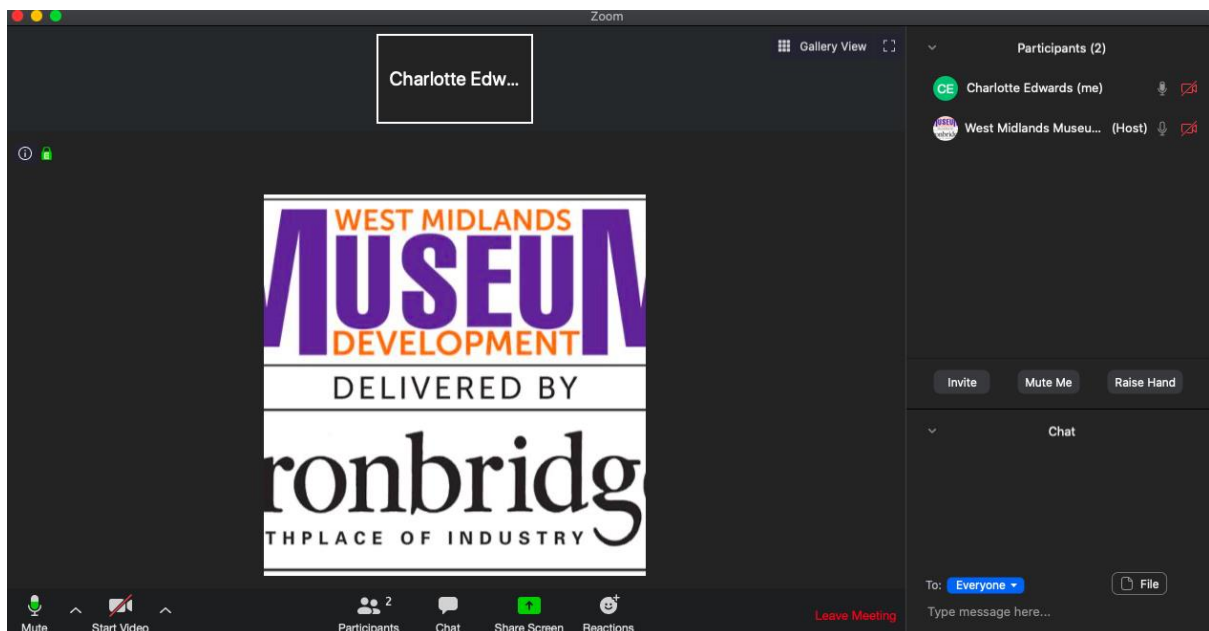 Zoom
Charlotte Edw...
Gallery View
WEST MIDLANDS
MUSEUM
DEVELOPMENT
DELIVERED BY
ronbridg
THPLACE OF INDUSTRY
Mute
Start Video
2
Participants
Chat
Share Screen
Reactions
Leave Meeting
Participants (2)
CE Charlotte Edwards (me)
West Midlands Museu... (Host)
Invite Mute Me Raise Hand
Chat
To: Everyone File
Type message here...